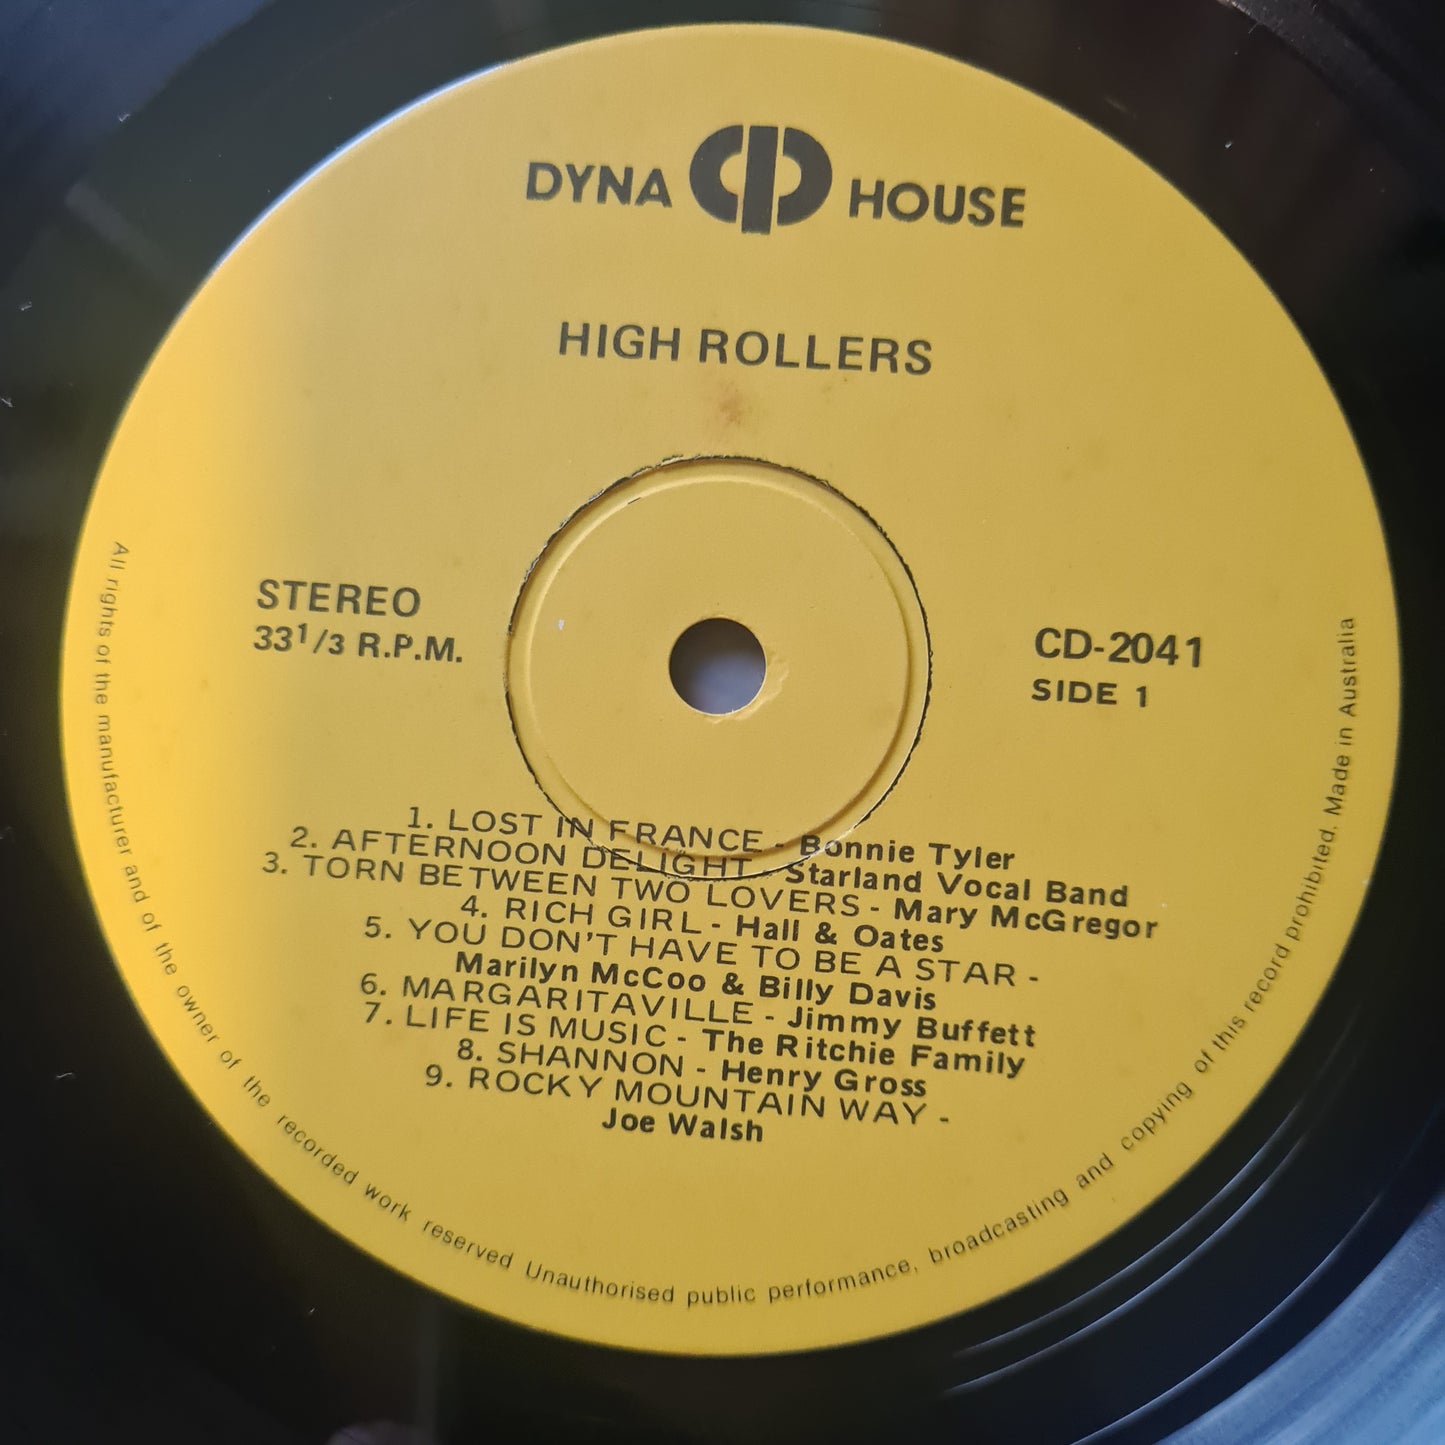 DYNA HOUSE
HIGH ROLLERS
STEREO
33 1/3 R.P.M.
CD-2041
SIDE 1
1. LOST IN FRANCE - Bonnie Tyler
2. AFTERNOON DELIGHT - Starland Vocal Band
3. TORN BETWEEN TWO LOVERS - Mary McGregor
4. RICH GIRL - Hall & Oates
5. YOU DON'T HAVE TO BE A STAR -
Marilyn McCoo & Billy Davis
6. MARGARITAVILLE - Jimmy Buffett
7. LIFE IS MUSIC - The Ritchie Family
8. SHANNON - Henry Gross
9. ROCKY MOUNTAIN WAY -
Joe Walsh
All rights of the manufacturer and of the owner of the recorded work reserved Unauthorised public performance, broadcasting and copying of this record prohibited. Made in Australia